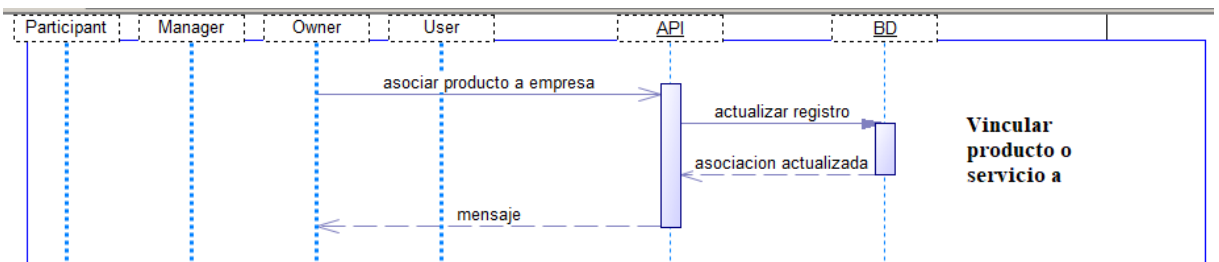 Participant Manager Owner User API BD
asociar producto a empresa
actualizar registro
Vincular
producto o
servicio a
asociacion actualizada
mensaje